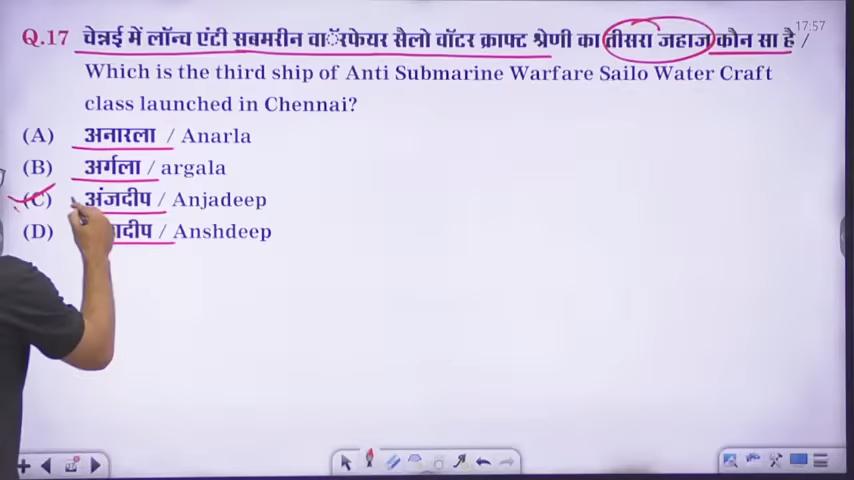 17:57
Q.17 चेन्नई में लॉन्च एंटी सबमरीन वार्ॅरफेयर सैलो वॉटर क्राफ्ट श्रेणी का तीसरा जहाज कौन सा है /
Which is the third ship of Anti Submarine Warfare Sailo Water Craft
class launched in Chennai?
(A) अनारला / Anarla
(B) अर्गला / argala
(C) अंजदीप / Anjadeep
(D) / Anshdeep